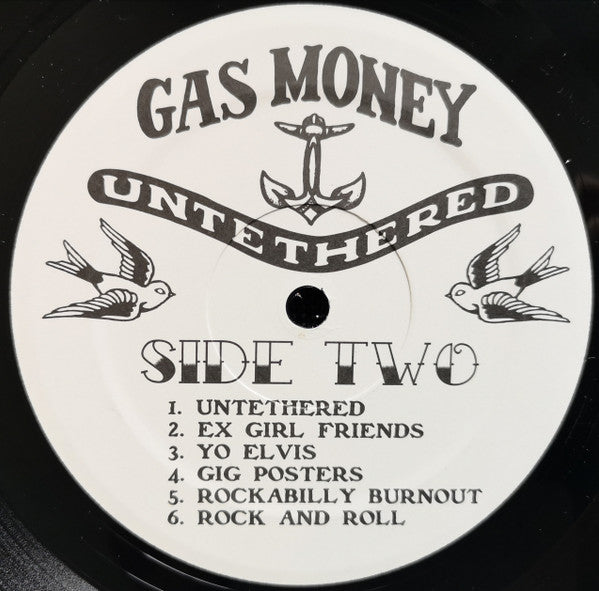 GAS MONEY
UNTETHERED
SIDE TWO
1. UNTETHERED
2. EX GIRL FRIENDS
3. YO ELVIS
4. GIG POSTERS
5. ROCKABILLY BURNOUT
6. ROCK AND ROLL